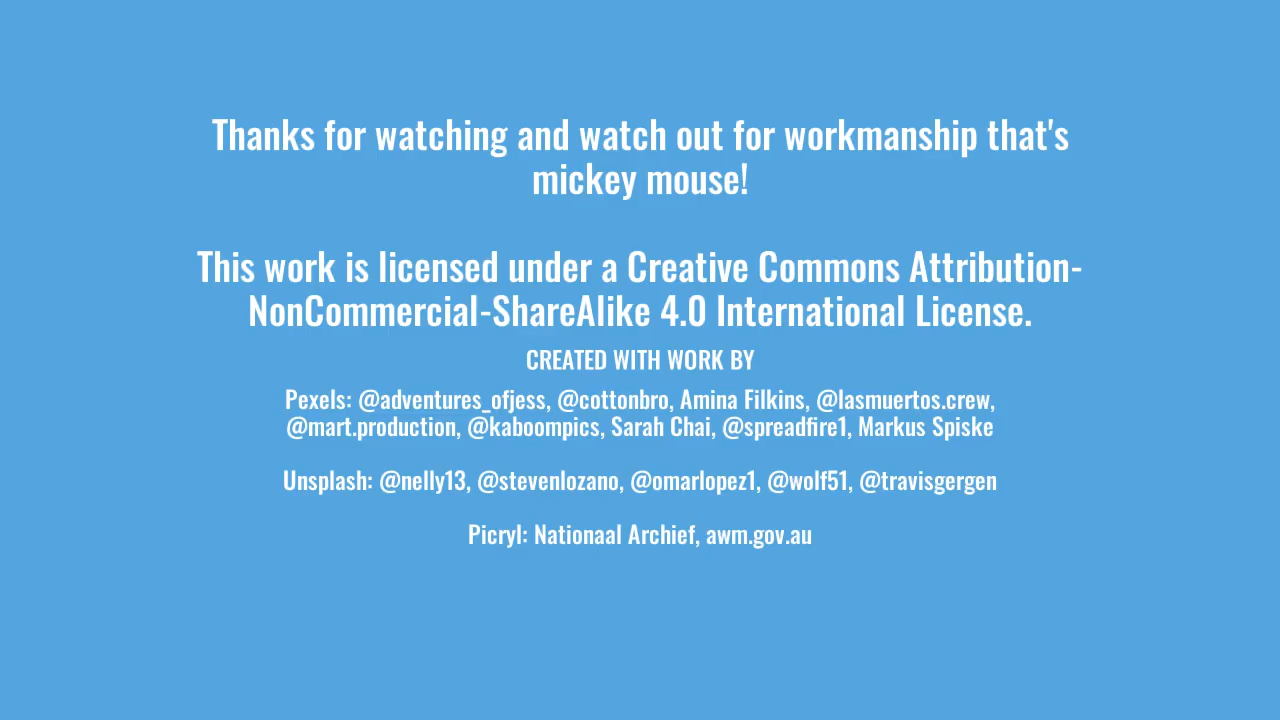 Thanks for watching and watch out for workmanship that's
mickey mouse!
This work is licensed under a Creative Commons Attribution-
NonCommercial-ShareAlike 4.0 International License.
CREATED WITH WORK BY
Pexels: @adventures_ofjess, @cottonbro, Amina Filkins, @lasmuertos.crew,
@mart.production, @kaboompics, Sarah Chai, @spreadfire1, Markus Spiske
Unsplash: @nelly13, @stevenlozano, @omarlopez1, @wolf51, @travisgergen
Picryl: Nationaal Archief, awm.gov.au